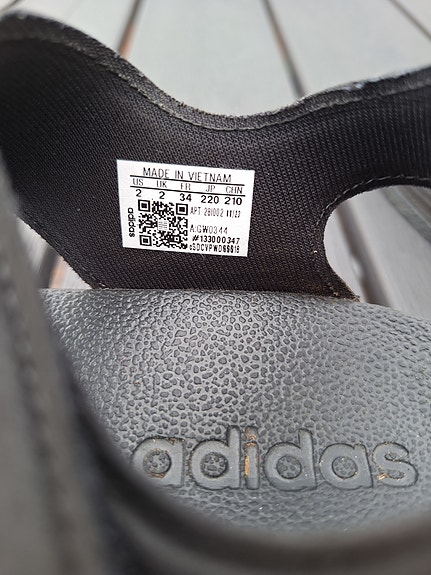 MADE IN VIETNAM
US UK FR JP CHN
2 2 34 220 210
APT 281002 11/23
A:GW0344
#133000347
adidas
adidas